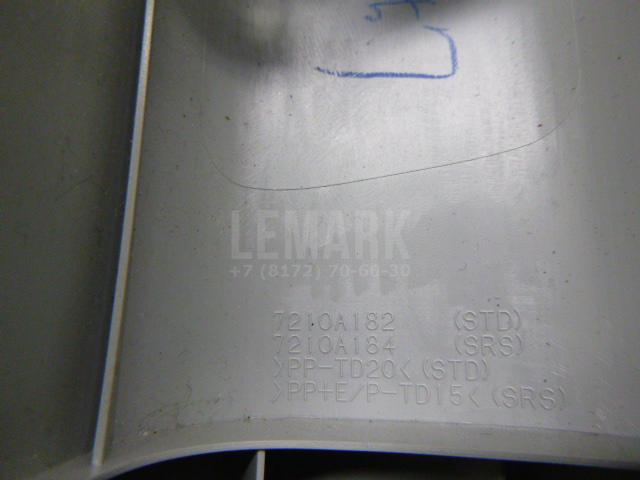 LEMARK
+7 (8172) 70-60-30
7210A182 (STD)
7210A184 (SRS)
>PP-TD20< (STD)
>PP+E/P-TD15< (SRS)